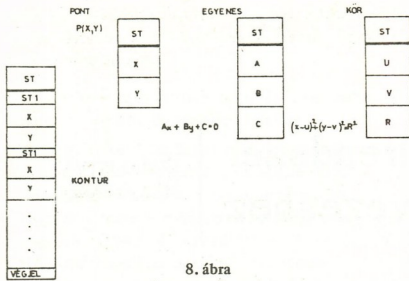 PONT
P(X,Y)
ST
X
Y
EGYENES
ST
A
B
C
Ax + By + C = 0
KÖR
ST
U
V
R
(x-u)²+(y-v)²=R²
ST
ST1
X
Y
ST1
X
Y
.
.
.
.
VÉGJEL
KONTÚR
8. ábra